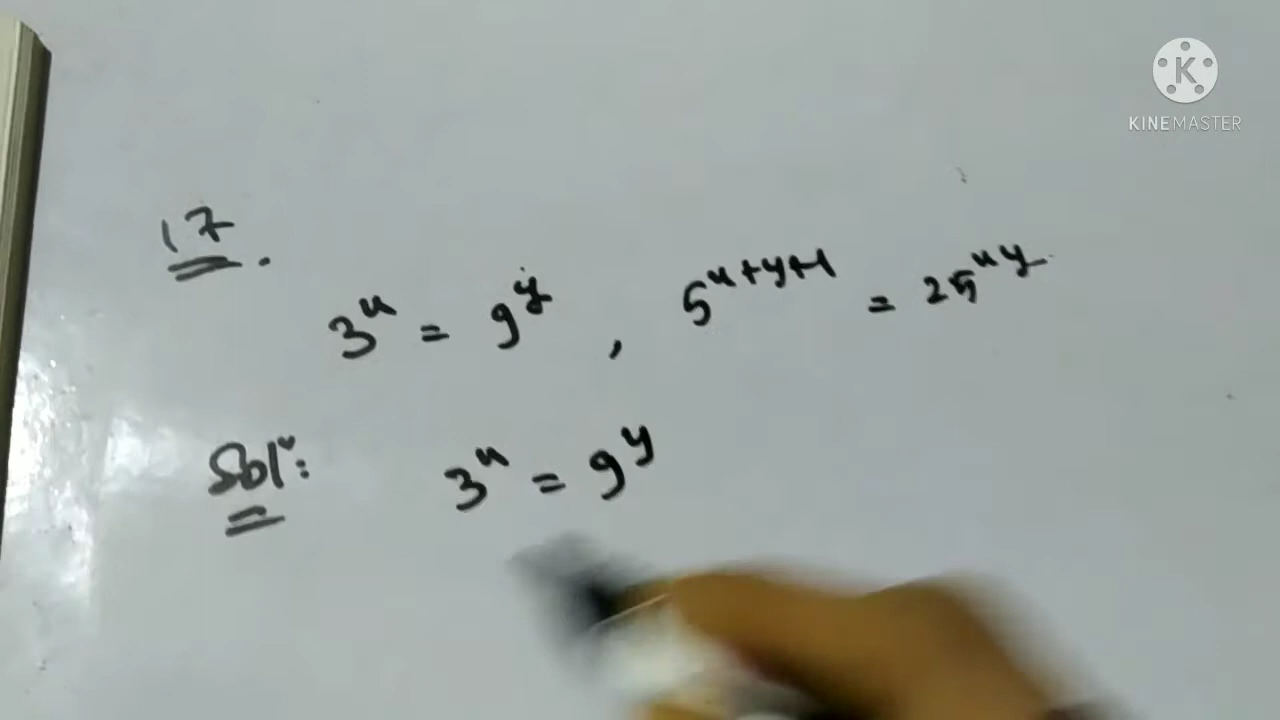 KINEMASTER
17.
3^x = 9^y , 5^{x+y+1} = 25^{xy}
Sol:
3^x = 9^y